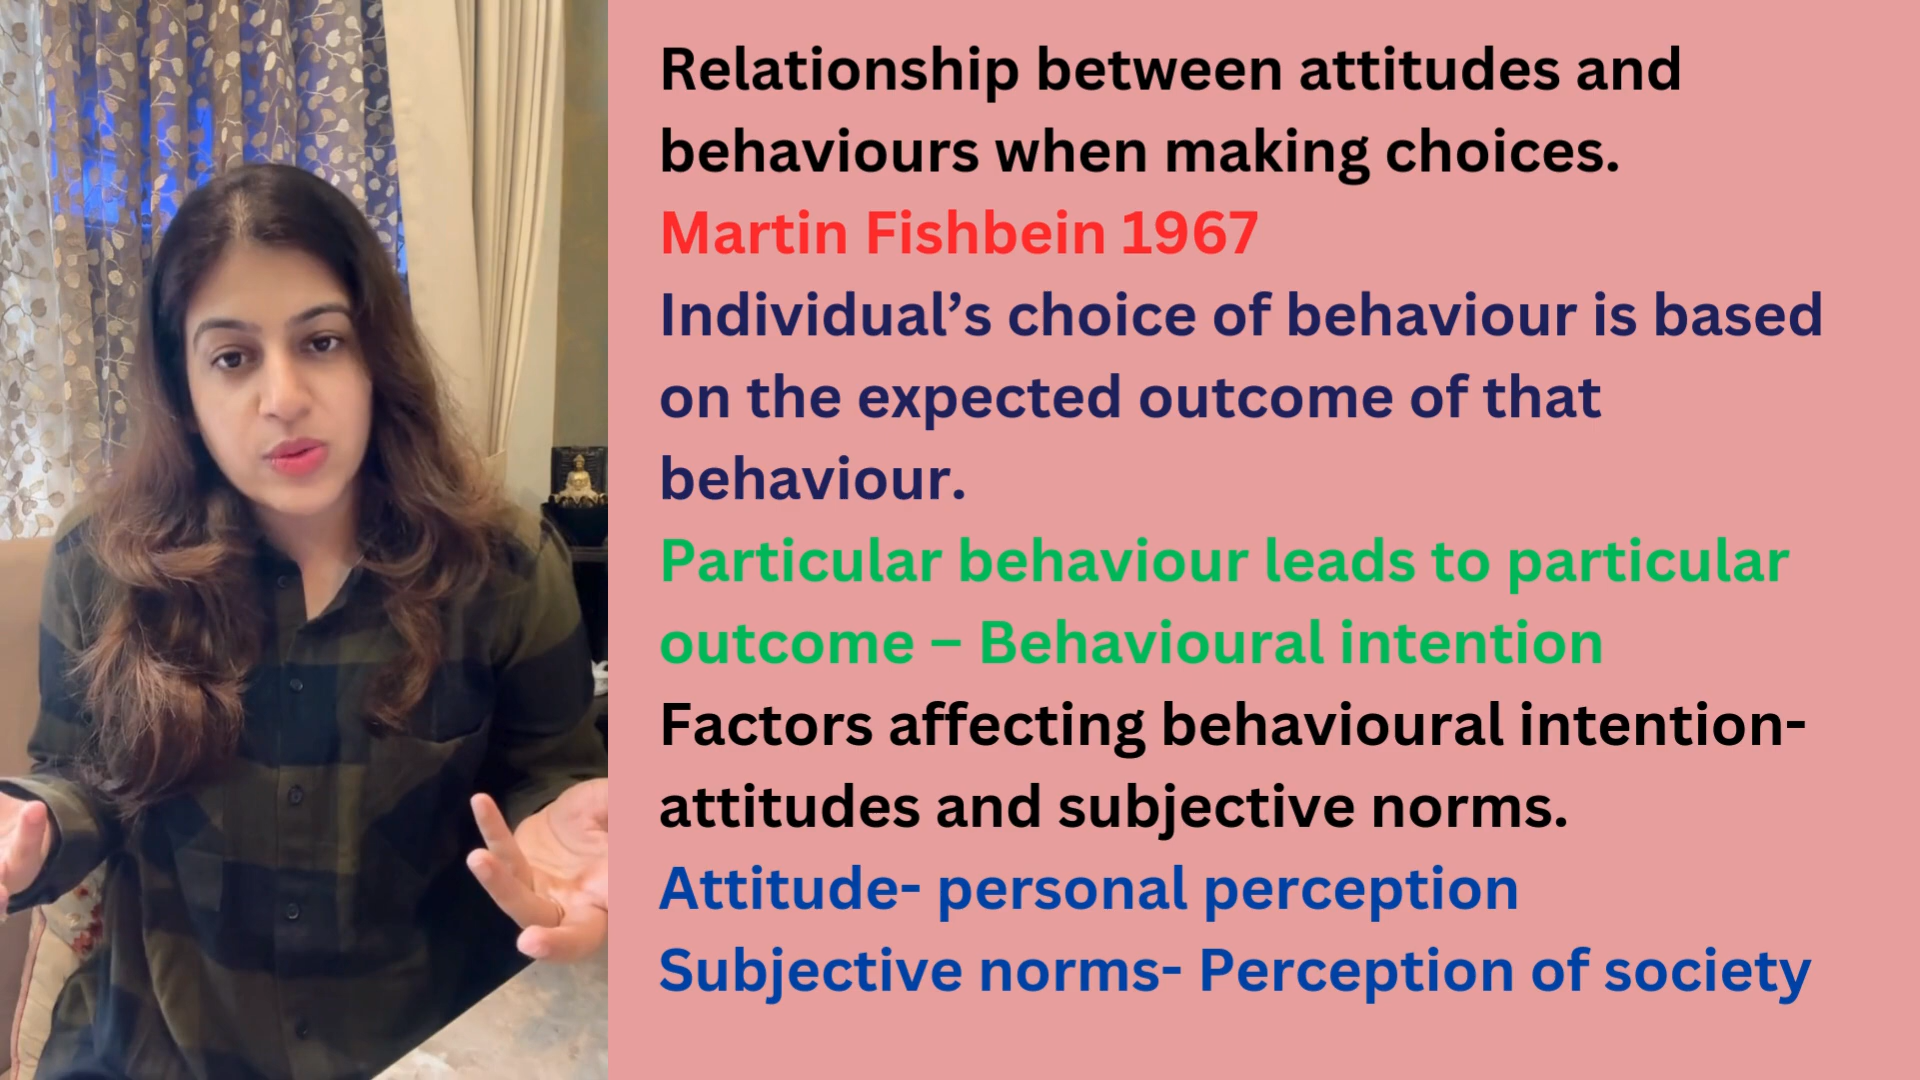 Relationship between attitudes and
behaviours when making choices.
Martin Fishbein 1967
Individual’s choice of behaviour is based
on the expected outcome of that
behaviour.
Particular behaviour leads to particular
outcome – Behavioural intention
Factors affecting behavioural intention-
attitudes and subjective norms.
Attitude- personal perception
Subjective norms- Perception of society